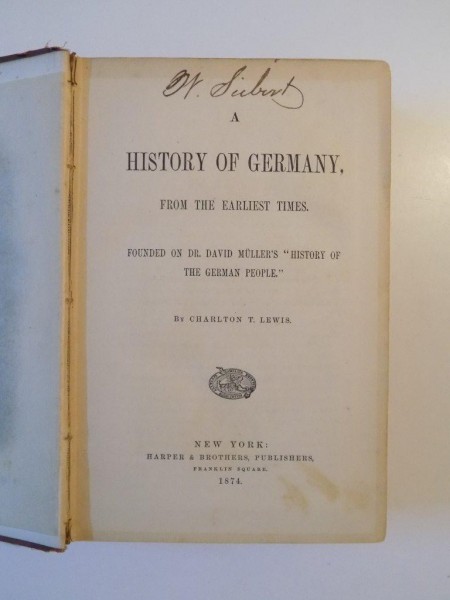 W. Siebert
A
HISTORY OF GERMANY,
FROM THE EARLIEST TIMES.
FOUNDED ON DR. DAVID MÜLLER'S "HISTORY OF
THE GERMAN PEOPLE."
BY CHARLTON T. LEWIS.
NEW YORK:
HARPER & BROTHERS, PUBLISHERS,
FRANKLIN SQUARE.
1874.